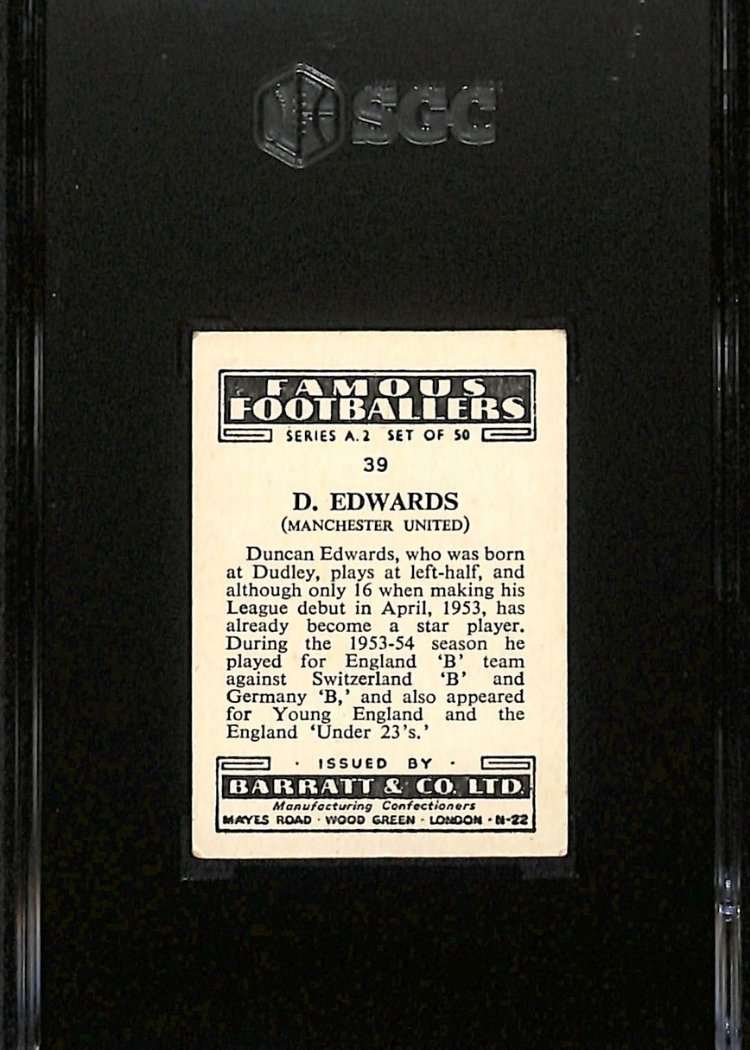 SGC
FAMOUS
FOOTBALLERS
SERIES A.2 SET OF 50
39
D. EDWARDS
(MANCHESTER UNITED)
Duncan Edwards, who was born
at Dudley, plays at left-half, and
although only 16 when making his
League debut in April, 1953, has
already become a star player.
During the 1953-54 season he
played for England ‘B’ team
against Switzerland ‘B’ and
Germany ‘B,’ and also appeared
for Young England and the
England ‘Under 23’s.’
· ISSUED BY ·
BARRATT & CO. LTD.
Manufacturing Confectioners
MAYES ROAD · WOOD GREEN · LONDON · N-22